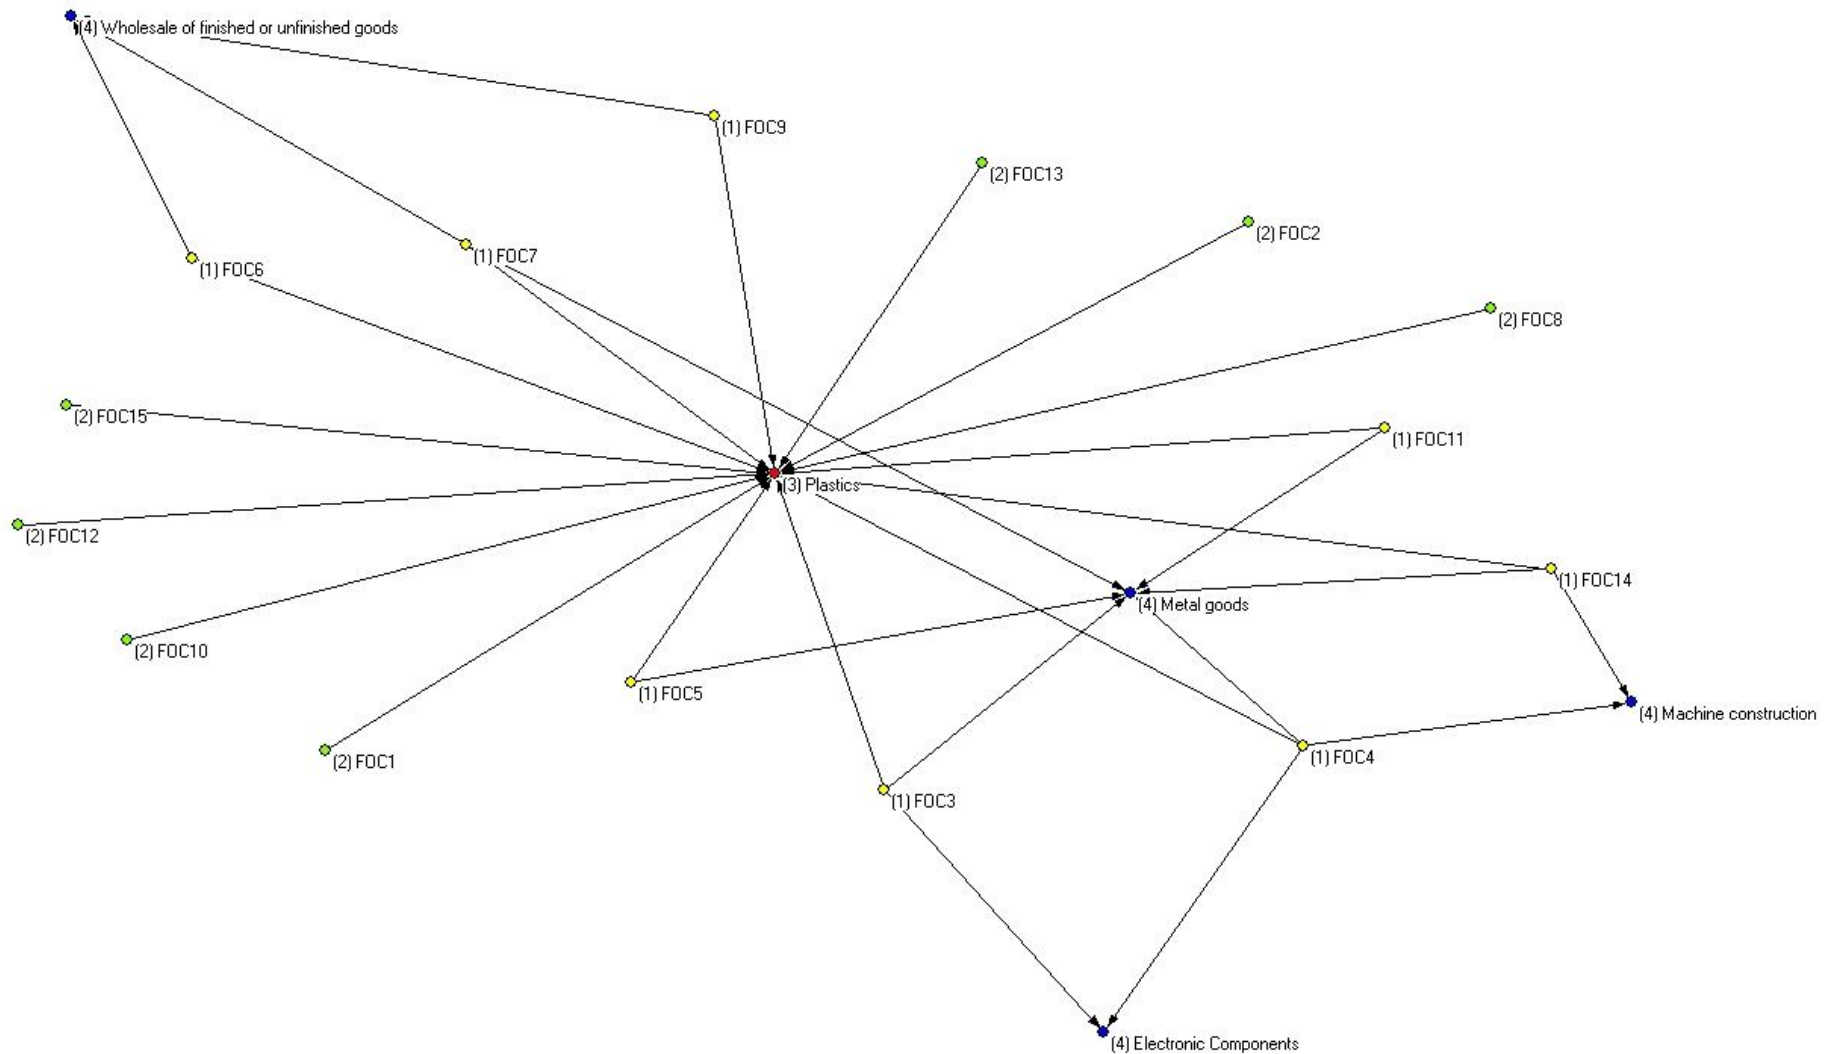 (4) Wholesale of finished or unfinished goods
(1) FOC9
(2) FOC13
(2) FOC2
(1) FOC7
(1) FOC6
(2) FOC8
(2) FOC15
(1) FOC11
(3) Plastics
(2) FOC12
(1) FOC14
(4) Metal goods
(2) FOC10
(1) FOC5
(4) Machine construction
(1) FOC4
(2) FOC1
(1) FOC3
(4) Electronic Components